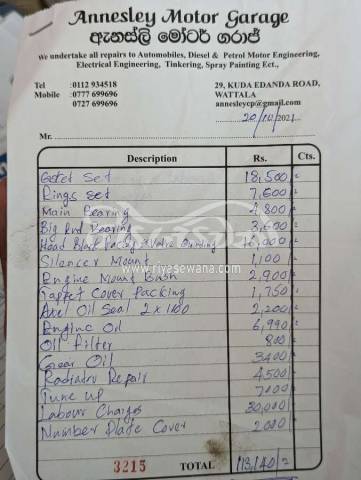 Annesley Motor Garage
ඇනස්ලි මෝටර් ගරාජ්
We undertake all repairs to Automobiles, Diesel & Petrol Motor Engineering,
Electrical Engineering, Tinkering, Spray Painting Ect.,
Tel :0112 934518
Mobile :0777 699696
0727 699696
29, KUDA EDANDA ROAD,
WATTALA
annesleycp@gmail.com
20/10/2021
Mr.
Description Rs. Cts.
Getet Set 18,500/=
Rings Set 7,600/=
Main Bearing 4,800/=
Big End Bearing 3,600/=
Head Block Packing & Valve Grinding
Silencer Mount 1,100/=
Engine Mount Bush 2,900/=
Tappet Cover Packing 1,750/=
Axel Oil Seal 2 x 1100 2,200/=
Engine Oil 6,990/=
Oil Filter 800/=
Gear Oil 3400/=
Radiator Repair 4500/=
Tune up 7000/=
Labour Charges 30,000/=
Number Plate Cover 2000/=
3215 TOTAL 113,140/=
www.riyasewana.com